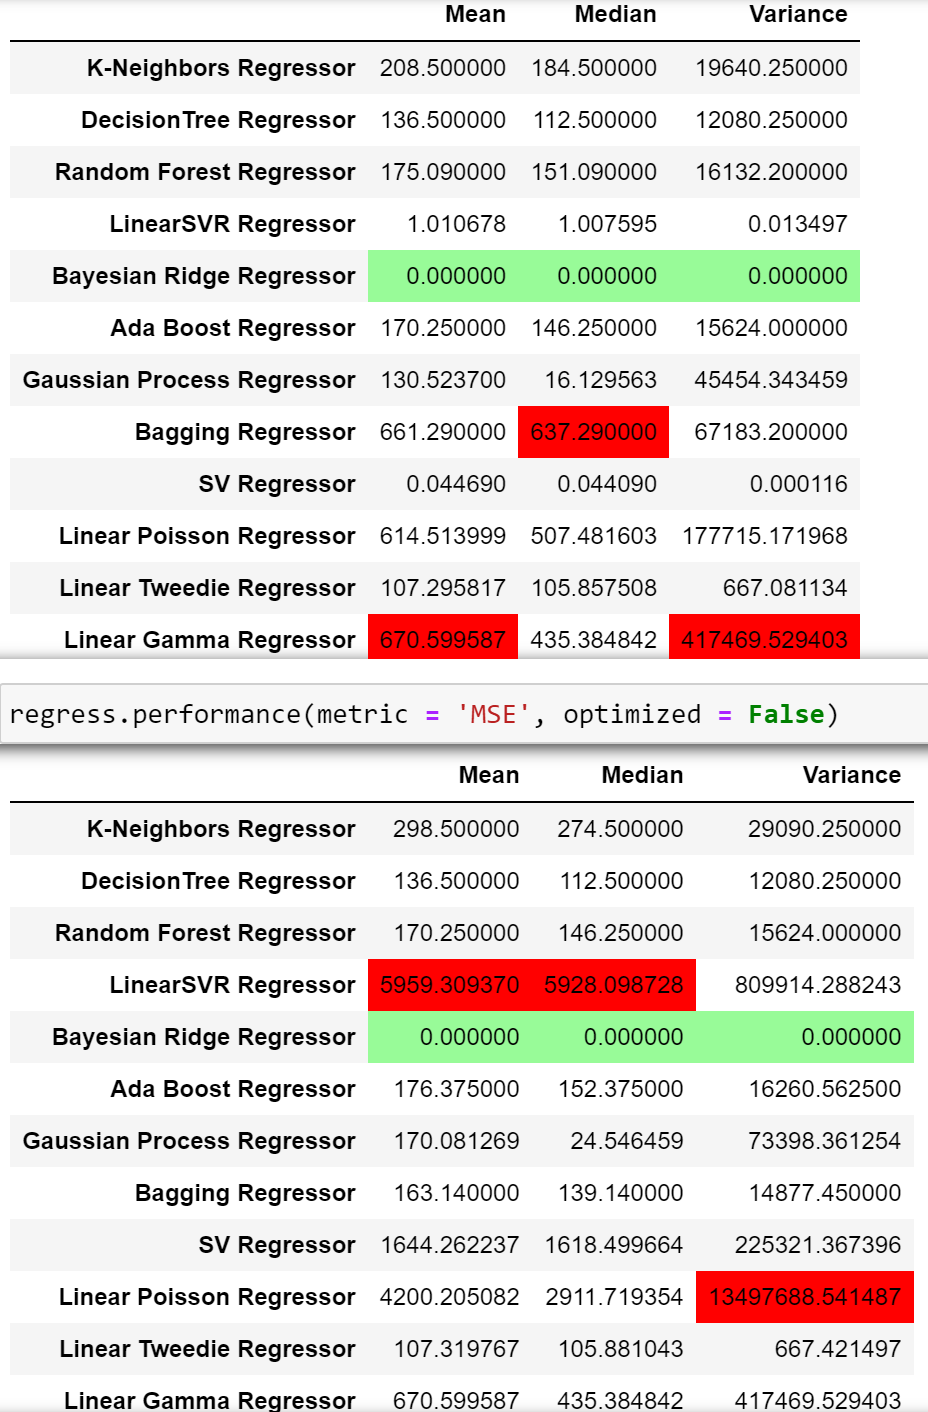 Mean Median Variance
K-Neighbors Regressor 208.500000 184.500000 19640.250000
DecisionTree Regressor 136.500000 112.500000 12080.250000
Random Forest Regressor 175.090000 151.090000 16132.200000
LinearSVR Regressor 1.010678 1.007595 0.013497
Bayesian Ridge Regressor 0.000000 0.000000 0.000000
Ada Boost Regressor 170.250000 146.250000 15624.000000
Gaussian Process Regressor 130.523700 16.129563 45454.343459
Bagging Regressor 661.290000 637.290000 67183.200000
SV Regressor 0.044690 0.044090 0.000116
Linear Poisson Regressor 614.513999 507.481603 177715.171968
Linear Tweedie Regressor 107.295817 105.857508 667.081134
Linear Gamma Regressor 670.599587 435.384842 417469.529403
regress.performance(metric = 'MSE', optimized = False)
Mean Median Variance
K-Neighbors Regressor 298.500000 274.500000 29090.250000
DecisionTree Regressor 136.500000 112.500000 12080.250000
Random Forest Regressor 170.250000 146.250000 15624.000000
LinearSVR Regressor 5959.309370 5928.098728 809914.288243
Bayesian Ridge Regressor 0.000000 0.000000 0.000000
Ada Boost Regressor 176.375000 152.375000 16260.562500
Gaussian Process Regressor 170.081269 24.546459 73398.361254
Bagging Regressor 163.140000 139.140000 14877.450000
SV Regressor 1644.262237 1618.499664 225321.367396
Linear Poisson Regressor 4200.205082 2911.719354 13497688.541487
Linear Tweedie Regressor 107.319767 105.881043 667.421497
Linear Gamma Regressor 670.599587 435.384842 417469.529403